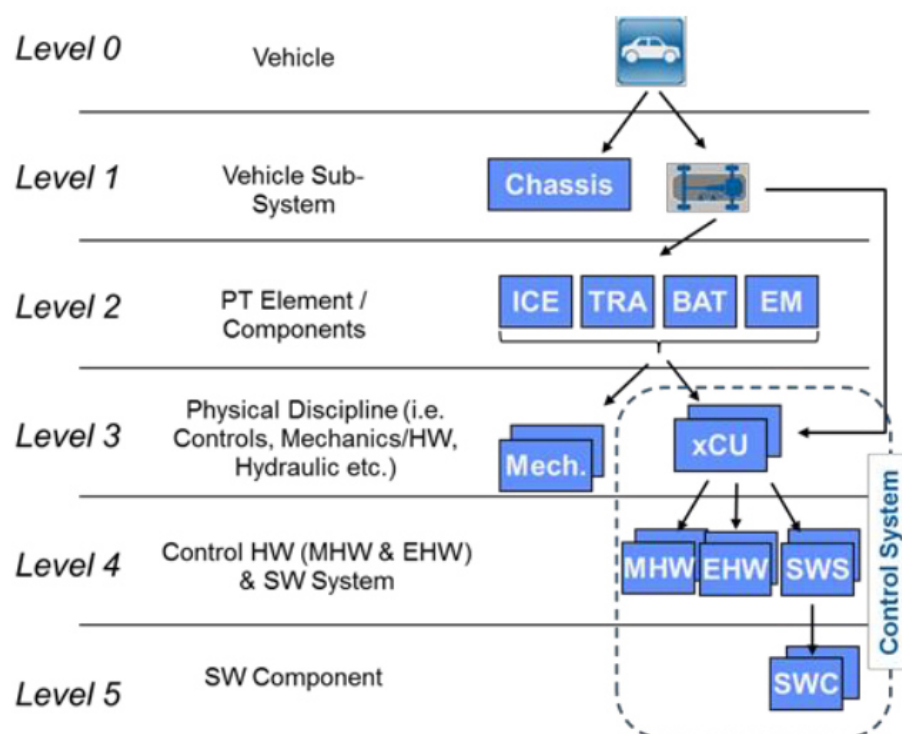 Level 0
Vehicle
Level 1
Vehicle Sub-
System
Chassis
Level 2
PT Element /
Components
ICE TRA BAT EM
Level 3
Physical Discipline (i.e.
Controls, Mechanics/HW,
Hydraulic etc.)
Mech.
xCU
Level 4
Control HW (MHW & EHW)
& SW System
MHW EHW SWS
Control System
Level 5
SW Component
SWC